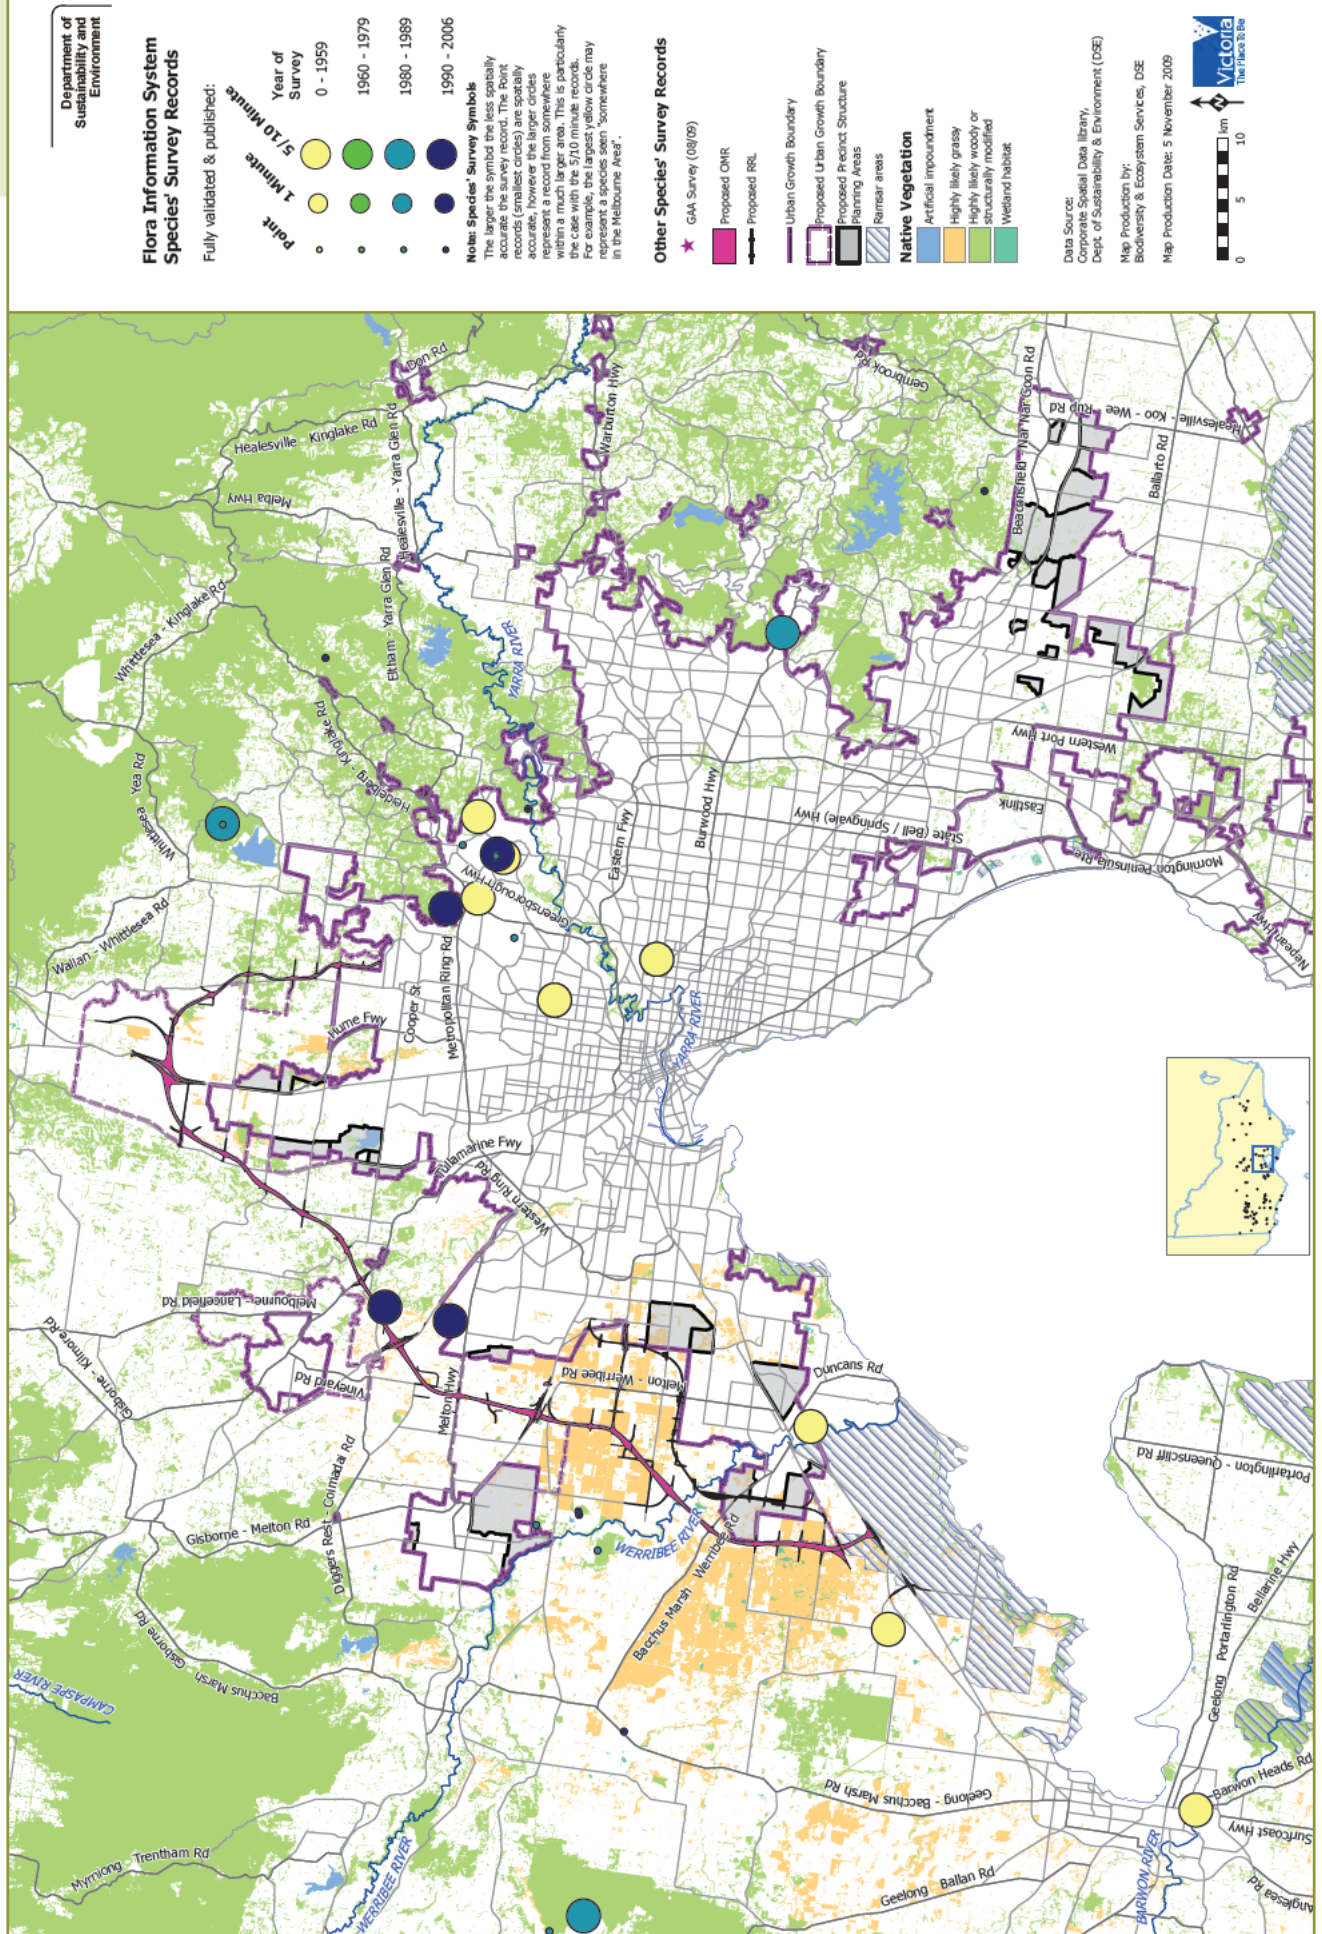 Department of
Sustainability and
Environment
Flora Information System
Species' Survey Records
Fully validated & published:
Point
1 Minute
5/10 Minute
Year of
Survey
0 - 1959
1960 - 1979
1980 - 1989
1990 - 2006
Note: Species' Survey Symbols
The larger the symbol the less spatially
accurate the survey record. The Point
records (smallest circles) are spatially
accurate, however the larger circles
represent a record from somewhere
within a much larger area. This is particularly
the case with the 5/10 minute records.
For example, the largest yellow circle may
represent a species seen "somewhere
in the Melbourne Area".
Other Species' Survey Records
GAA Survey (08/09)
Proposed OMR
Proposed RRL
Urban Growth Boundary
Proposed Urban Growth Boundary
Proposed Precinct Structure
Planning Areas
Ramsar areas
Native Vegetation
Artificial impoundment
Highly likely grassy
Highly likely woody or
structurally modified
Wetland habitat
Data Source:
Corporate Spatial Data library,
Dept. of Sustainability & Environment (DSE)
Map Production by:
Biodiversity & Ecosystem Services, DSE
Map Production Date: 5 November 2009
0 5 10
km
N
Victoria
The Place To Be
Don Rd
Healesville - Kinglake Rd
Melba Hwy
Healesville - Yarra Glen Rd
Warburton Hwy
Gembrook Rd
Beaconsfield - Nar Nar Goon Rd
Healesville - Koo - Wee - Rup Rd
Ballarto Rd
Whittlesea - Kinglake Rd
Eltham - Yarra Glen Rd
YARRA RIVER
Heidelberg - Kinglake Rd
Whittlesea - Yea Rd
Western Port Hwy
Eastlink
State (Bell / Springvale) Hwy
Mornington Peninsula Rte
Nepean Hwy
Burwood Hwy
Eastern Fwy
Greensborough Hwy
Wallan - Whittlesea Rd
Metropolitan Ring Rd
Cooper St
Hume Fwy
YARRA RIVER
Tullamarine Fwy
Western Ring Rd
Melbourne - Lancefield Rd
Gisborne - Kilmore Rd
Vineyard Rd
Melton Hwy
Melton - Werribee Rd
Duncans Rd
Diggers Rest - Coimadai Rd
Gisborne - Melton Rd
WERRIBEE RIVER
Bacchus Marsh - Werribee Rd
Portarlington - Queenscliff Rd
Geelong - Portarlington Rd
Bellarine Hwy
CAMPASPE RIVER
Bacchus Marsh - Gisborne Rd
Geelong - Bacchus Marsh Rd
Barwon Heads Rd
Surfcoast Hwy
Myrniong - Trentham Rd
WERRIBEE RIVER
Geelong - Ballan Rd
BARWON RIVER
Anglesea Rd